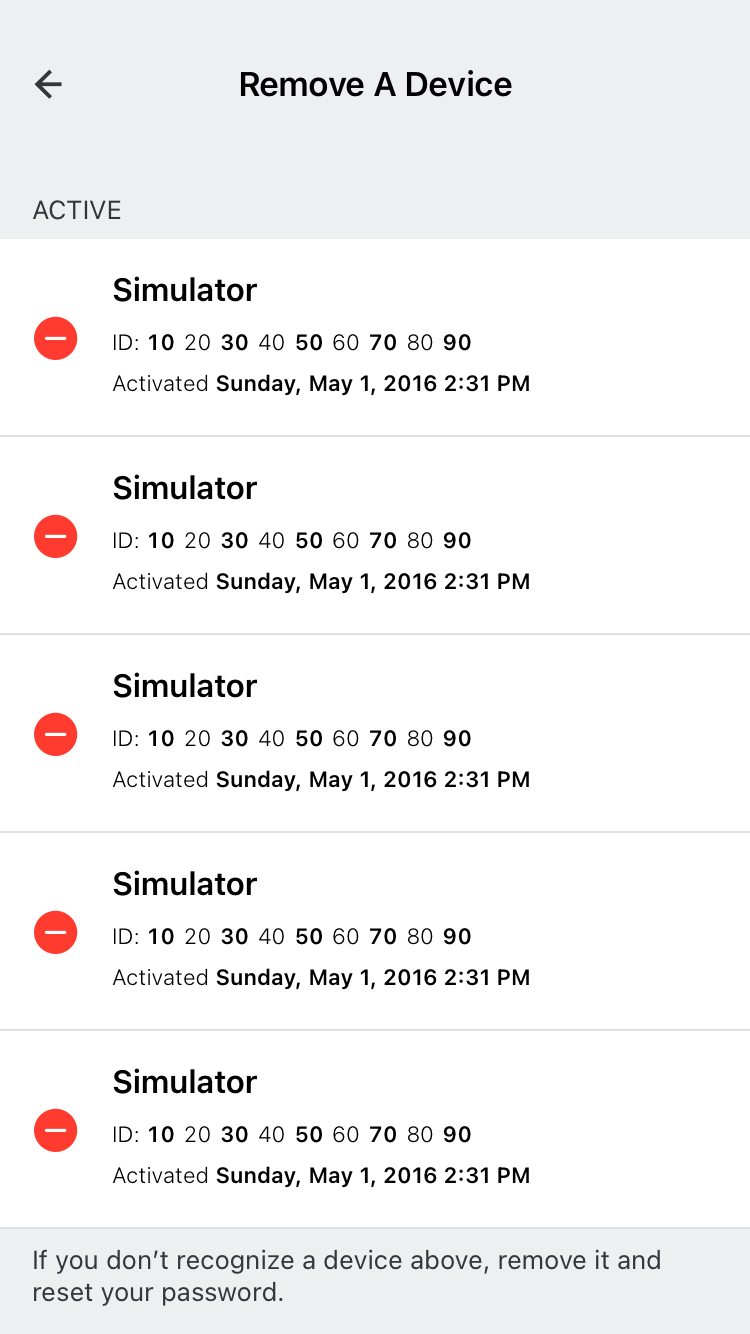 Remove A Device
ACTIVE
Simulator
ID: 10 20 30 40 50 60 70 80 90
Activated Sunday, May 1, 2016 2:31 PM
Simulator
ID: 10 20 30 40 50 60 70 80 90
Activated Sunday, May 1, 2016 2:31 PM
Simulator
ID: 10 20 30 40 50 60 70 80 90
Activated Sunday, May 1, 2016 2:31 PM
Simulator
ID: 10 20 30 40 50 60 70 80 90
Activated Sunday, May 1, 2016 2:31 PM
Simulator
ID: 10 20 30 40 50 60 70 80 90
Activated Sunday, May 1, 2016 2:31 PM
If you don’t recognize a device above, remove it and
reset your password.